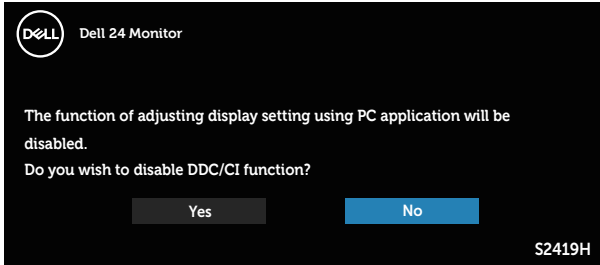 DELL
Dell 24 Monitor
The function of adjusting display setting using PC application will be
disabled.
Do you wish to disable DDC/CI function?
Yes
No
S2419H